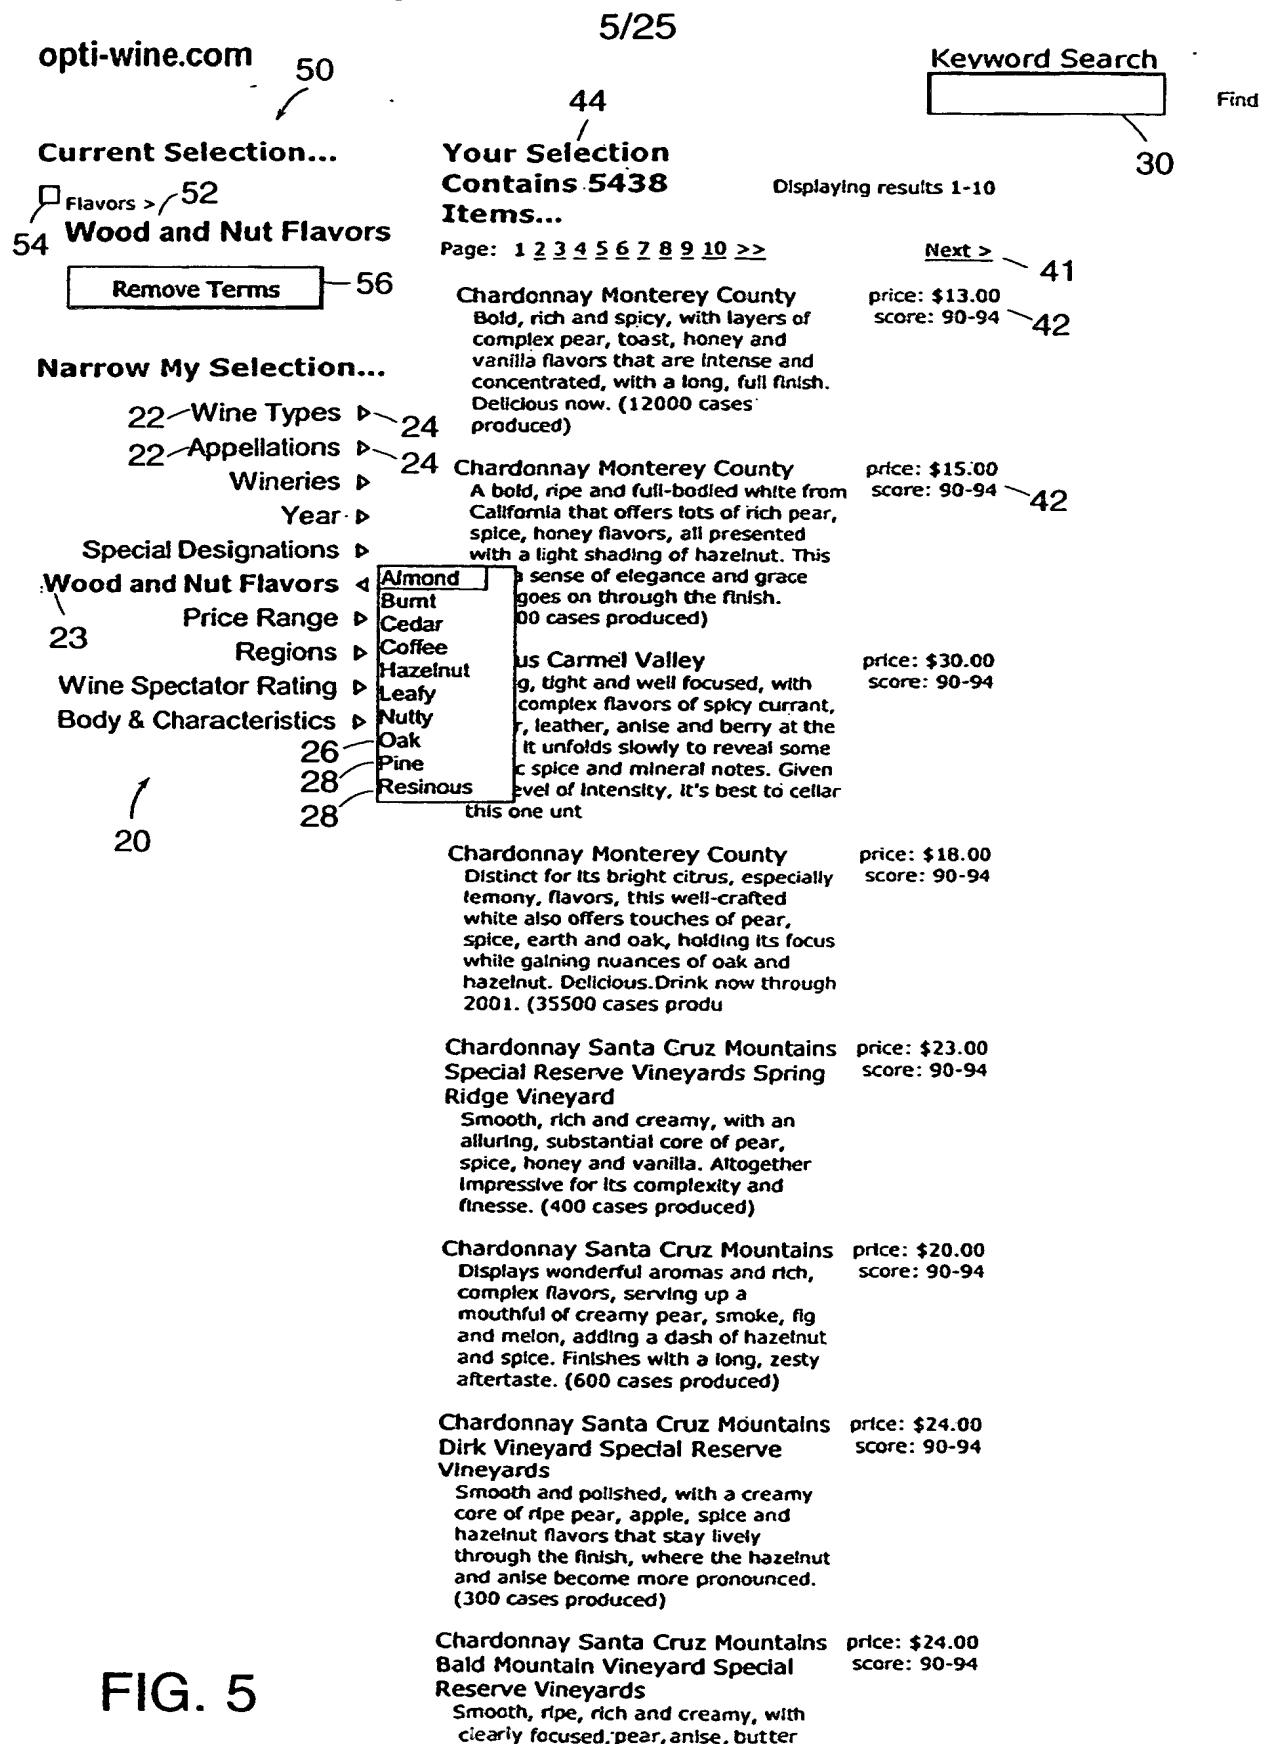 5/25
opti-wine.com
50
Keyword Search
Find
30
44
Current Selection...
Flavors > 52
54 Wood and Nut Flavors
Remove Terms 56
Narrow My Selection...
22 Wine Types 24
22 Appellations 24
Wineries
Year
Special Designations
Wood and Nut Flavors
23
Price Range
Regions
Wine Spectator Rating
Body & Characteristics
20
Almond
Burnt
Cedar
Coffee
Hazelnut
Leafy
Nutty
26 Oak
28 Pine
28 Resinous
Your Selection
Contains 5438
Items...
Displaying results 1-10
Page: 1 2 3 4 5 6 7 8 9 10 >>
Next > 41
Chardonnay Monterey County price: $13.00
Bold, rich and spicy, with layers of score: 90-94 42
complex pear, toast, honey and
vanilla flavors that are intense and
concentrated, with a long, full finish.
Delicious now. (12000 cases
produced)
Chardonnay Monterey County price: $15.00
A bold, ripe and full-bodied white from score: 90-94 42
California that offers lots of rich pear,
spice, honey flavors, all presented
with a light shading of hazelnut. This
sense of elegance and grace
goes on through the finish.
00 cases produced)
us Carmel Valley price: $30.00
g, tight and well focused, with score: 90-94
complex flavors of spicy currant,
r, leather, anise and berry at the
It unfolds slowly to reveal some
c spice and mineral notes. Given
evel of intensity, it's best to cellar
this one unt
Chardonnay Monterey County price: $18.00
Distinct for its bright citrus, especially score: 90-94
lemony, flavors, this well-crafted
white also offers touches of pear,
spice, earth and oak, holding its focus
while gaining nuances of oak and
hazelnut. Delicious.Drink now through
2001. (35500 cases produ
Chardonnay Santa Cruz Mountains price: $23.00
Special Reserve Vineyards Spring score: 90-94
Ridge Vineyard
Smooth, rich and creamy, with an
alluring, substantial core of pear,
spice, honey and vanilla. Altogether
impressive for its complexity and
finesse. (400 cases produced)
Chardonnay Santa Cruz Mountains price: $20.00
Displays wonderful aromas and rich, score: 90-94
complex flavors, serving up a
mouthful of creamy pear, smoke, fig
and melon, adding a dash of hazelnut
and spice. Finishes with a long, zesty
aftertaste. (600 cases produced)
Chardonnay Santa Cruz Mountains price: $24.00
Dirk Vineyard Special Reserve score: 90-94
Vineyards
Smooth and polished, with a creamy
core of ripe pear, apple, spice and
hazelnut flavors that stay lively
through the finish, where the hazelnut
and anise become more pronounced.
(300 cases produced)
Chardonnay Santa Cruz Mountains price: $24.00
Bald Mountain Vineyard Special score: 90-94
Reserve Vineyards
Smooth, ripe, rich and creamy, with
clearly focused, pear, anise, butter
FIG. 5